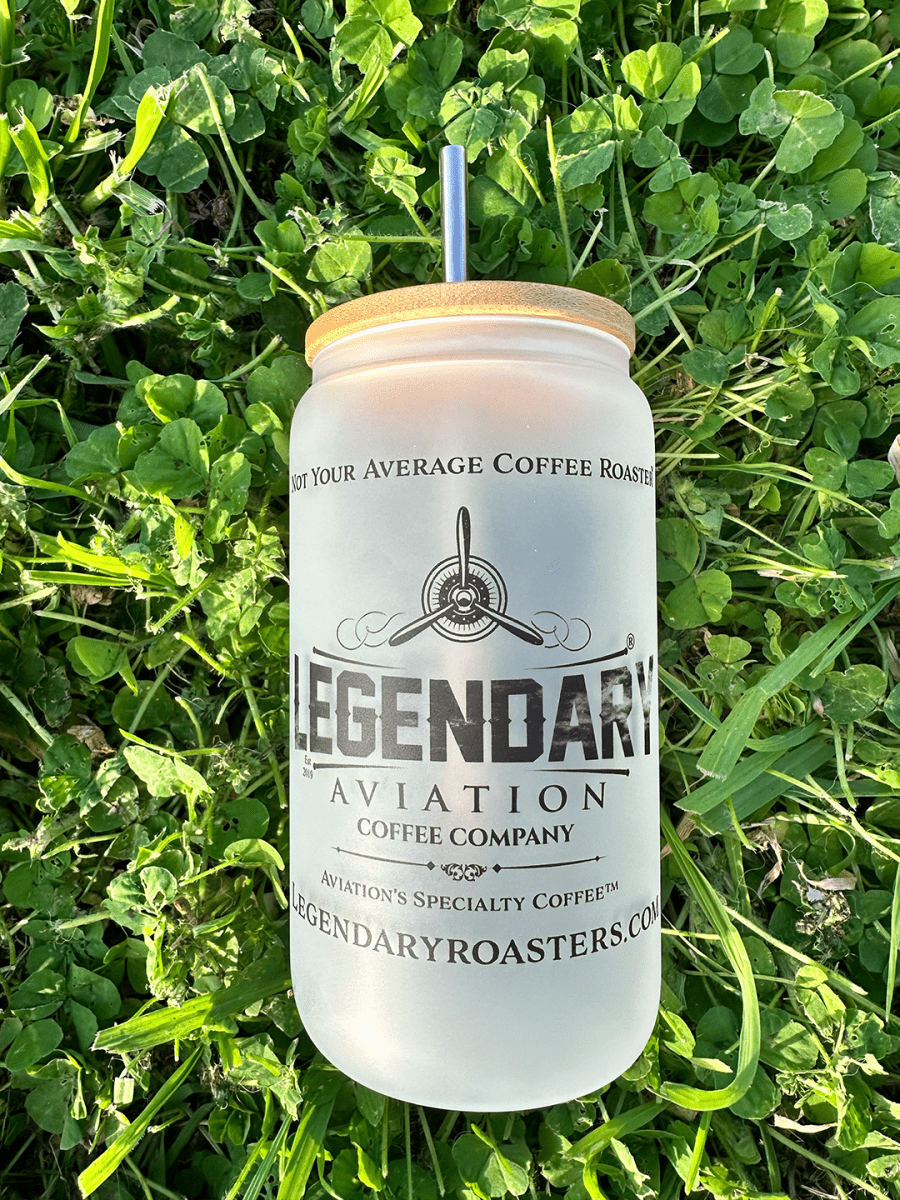 Not Your Average Coffee Roaster
®
LEGENDARY
Est
2019
AVIATION
COFFEE COMPANY
Aviation's Specialty Coffee™
Legendaryroasters.com